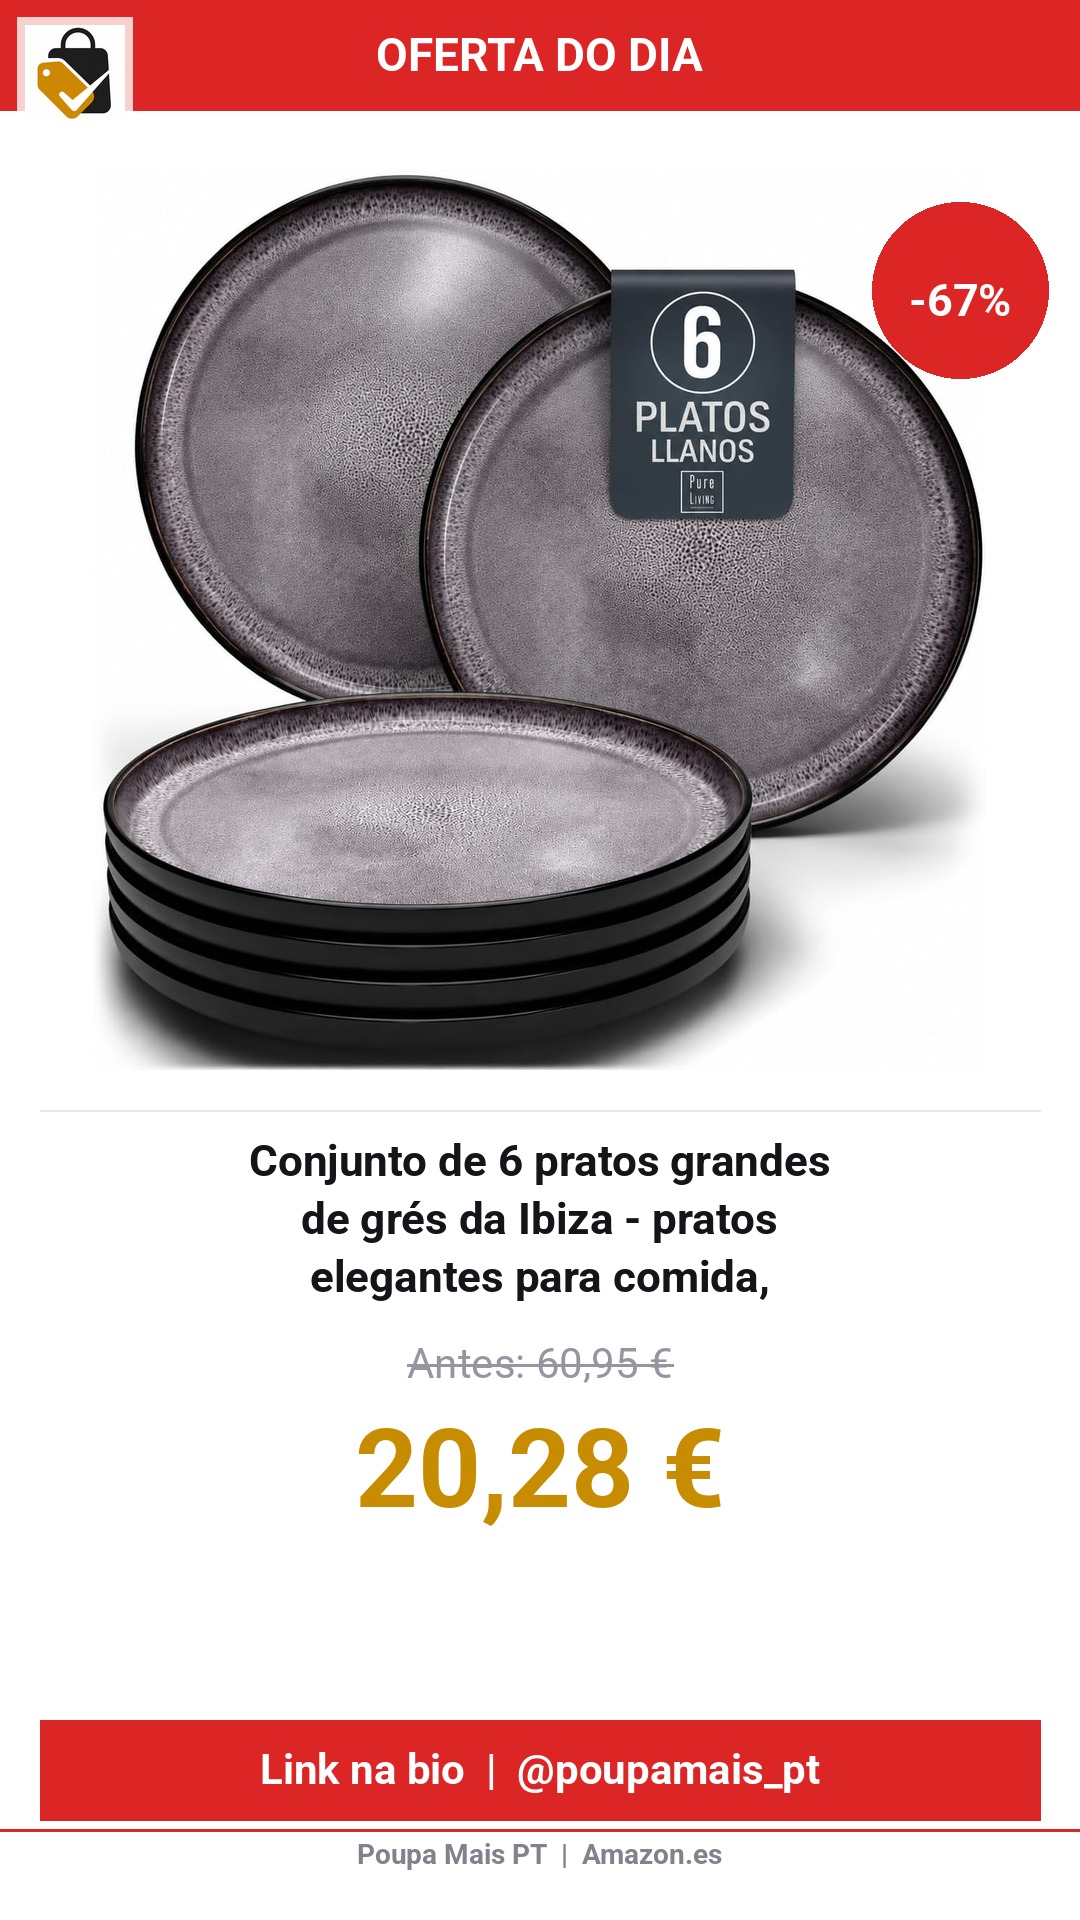 OFERTA DO DIA
-67%
6
PLATOS
LLANOS
Pure
LIVING
Conjunto de 6 pratos grandes
de grés da Ibiza - pratos
elegantes para comida,
Antes: 60,95 €
20,28 €
Link na bio | @poupamais_pt
Poupa Mais PT | Amazon.es